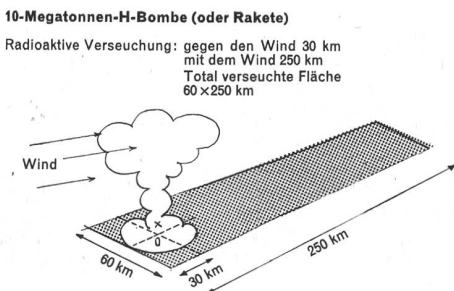 10-Megatonnen-H-Bombe (oder Rakete)
Radioaktive Verseuchung: gegen den Wind 30 km
mit dem Wind 250 km
Total verseuchte Fläche
60×250 km
Wind
x
0
60 km
30 km
250 km